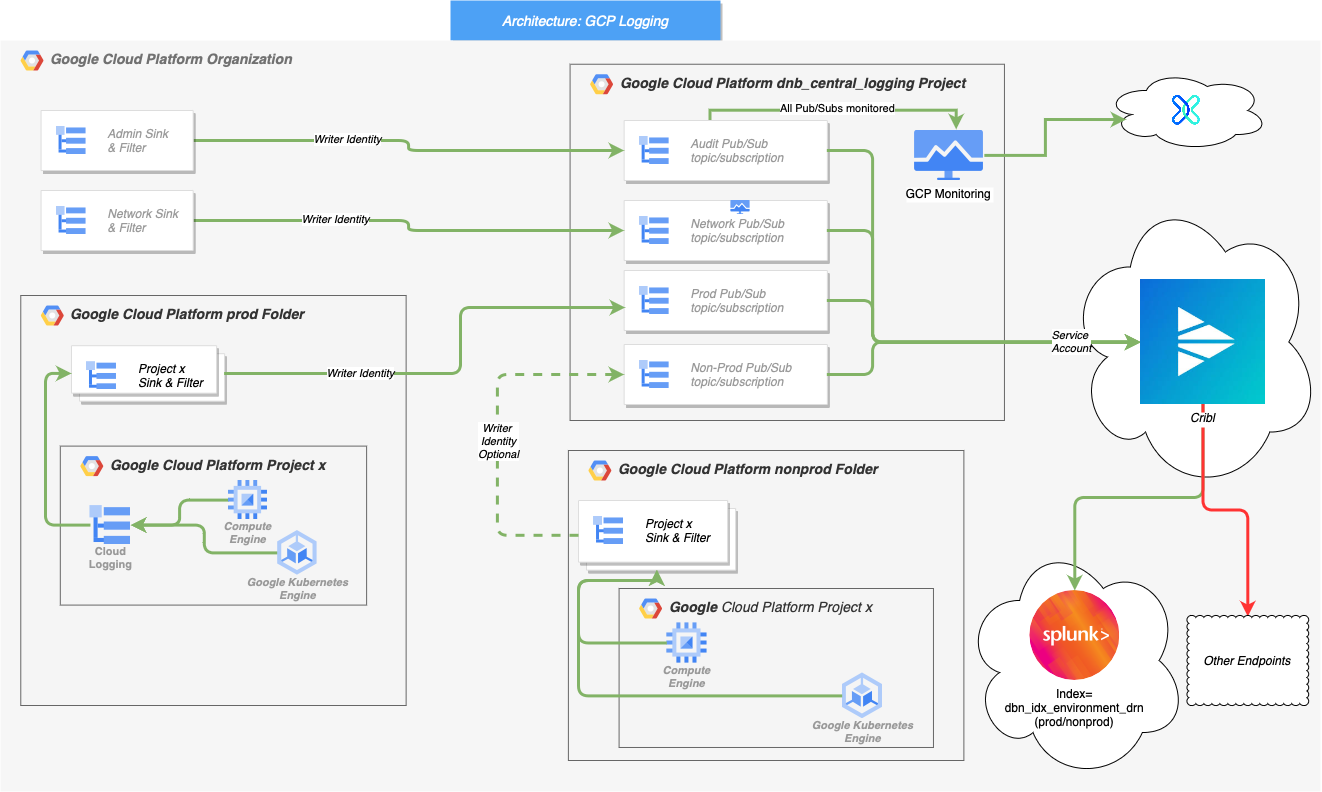 Architecture: GCP Logging
Google Cloud Platform Organization
Google Cloud Platform dnb_central_logging Project
All Pub/Subs monitored
Admin Sink
& Filter
Writer Identity
Audit Pub/Sub
topic/subscription
GCP Monitoring
Network Sink
& Filter
Writer Identity
Network Pub/Sub
topic/subscription
Prod Pub/Sub
topic/subscription
Non-Prod Pub/Sub
topic/subscription
Service
Account
Cribl
Google Cloud Platform prod Folder
Project x
Sink & Filter
Writer Identity
Writer
Identity
Optional
Google Cloud Platform Project x
Cloud
Logging
Compute
Engine
Google Kubernetes
Engine
Google Cloud Platform nonprod Folder
Project x
Sink & Filter
Google Cloud Platform Project x
Compute
Engine
Google Kubernetes
Engine
splunk>
Index=
dbn_idx_environment_drn
(prod/nonprod)
Other Endpoints